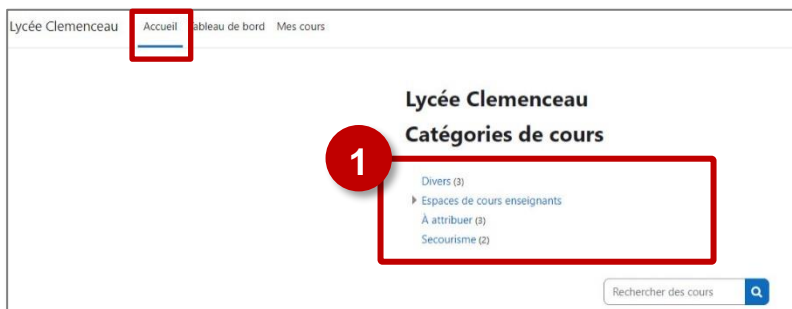 Lycée Clemenceau Accueil ableau de bord Mes cours
Lycée Clemenceau
Catégories de cours
1
Divers (3)
Espaces de cours enseignants
À attribuer (3)
Secourisme (2)
Rechercher des cours